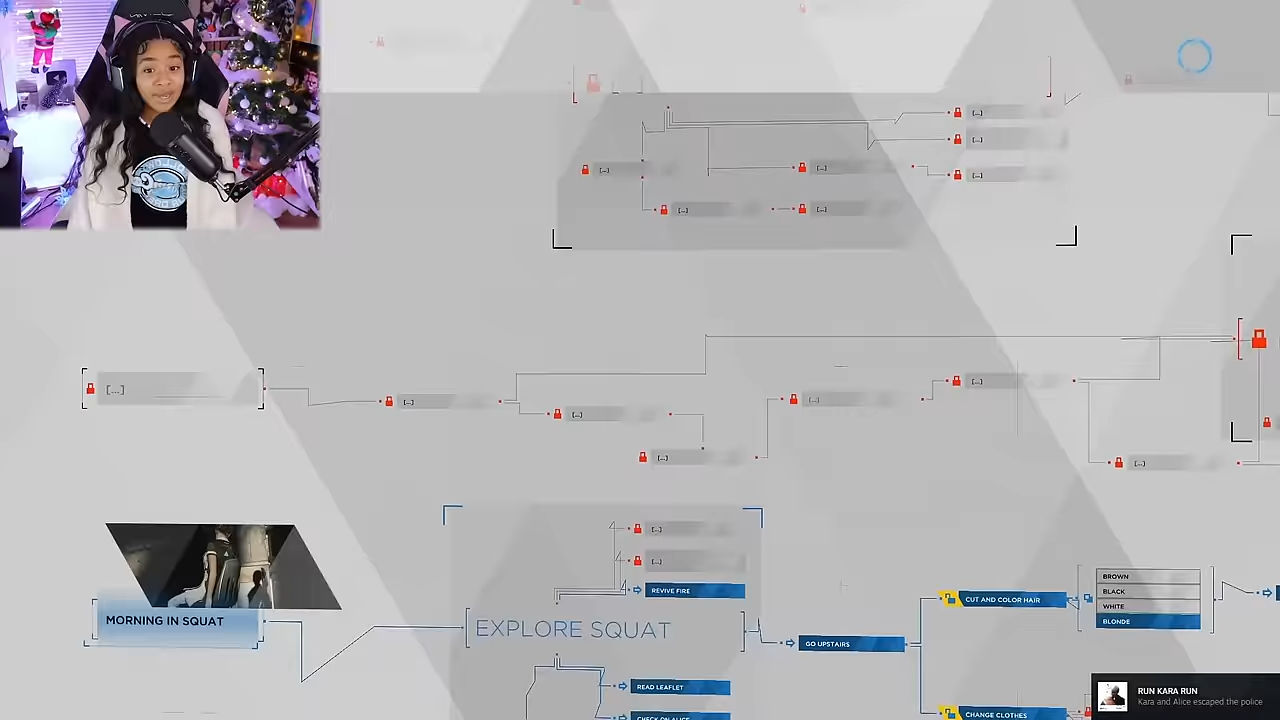 [...]
[...]
[...] [...]
[...]
[...] [...]
[...]
[...]
[...]
[...]
[...]
[...]
[...]
[...]
[...]
REVIVE FIRE
BROWN
BLACK
WHITE
BLONDE
CUT AND COLOR HAIR
MORNING IN SQUAT
EXPLORE SQUAT
GO UPSTAIRS
READ LEAFLET
CHECK ON ALICE
CHANGE CLOTHES
RUN KARA RUN
Kara and Alice escaped the police